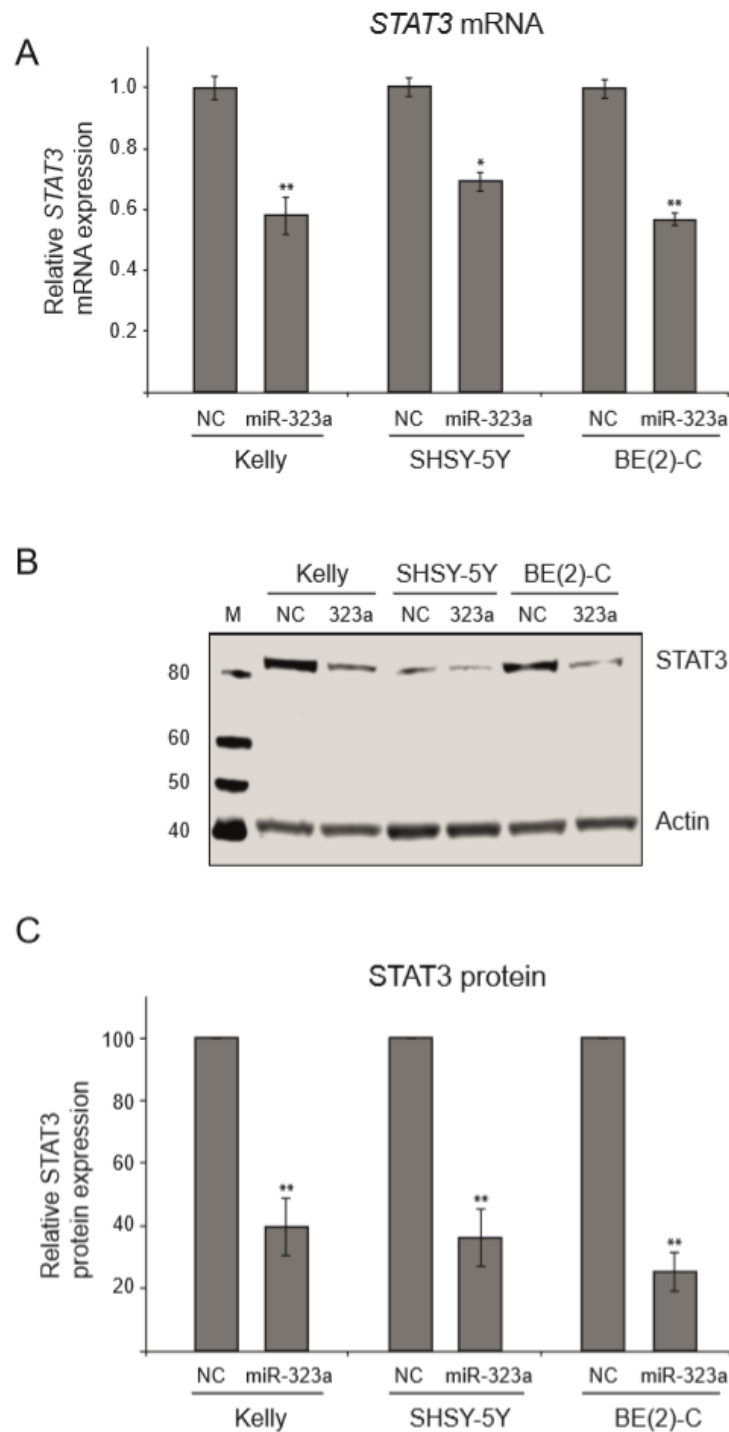 A
STAT3 mRNA
Relative STAT3
mRNA expression
1.0
0.8
0.6
0.4
0.2
**
*
**
NC miR-323a NC miR-323a NC miR-323a
Kelly SHSY-5Y BE(2)-C
B
Kelly SHSY-5Y BE(2)-C
M NC 323a NC 323a NC 323a
80 STAT3
60
50
40 Actin
C
STAT3 protein
Relative STAT3
protein expression
100
80
60
40
20
**
**
**
NC miR-323a NC miR-323a NC miR-323a
Kelly SHSY-5Y BE(2)-C